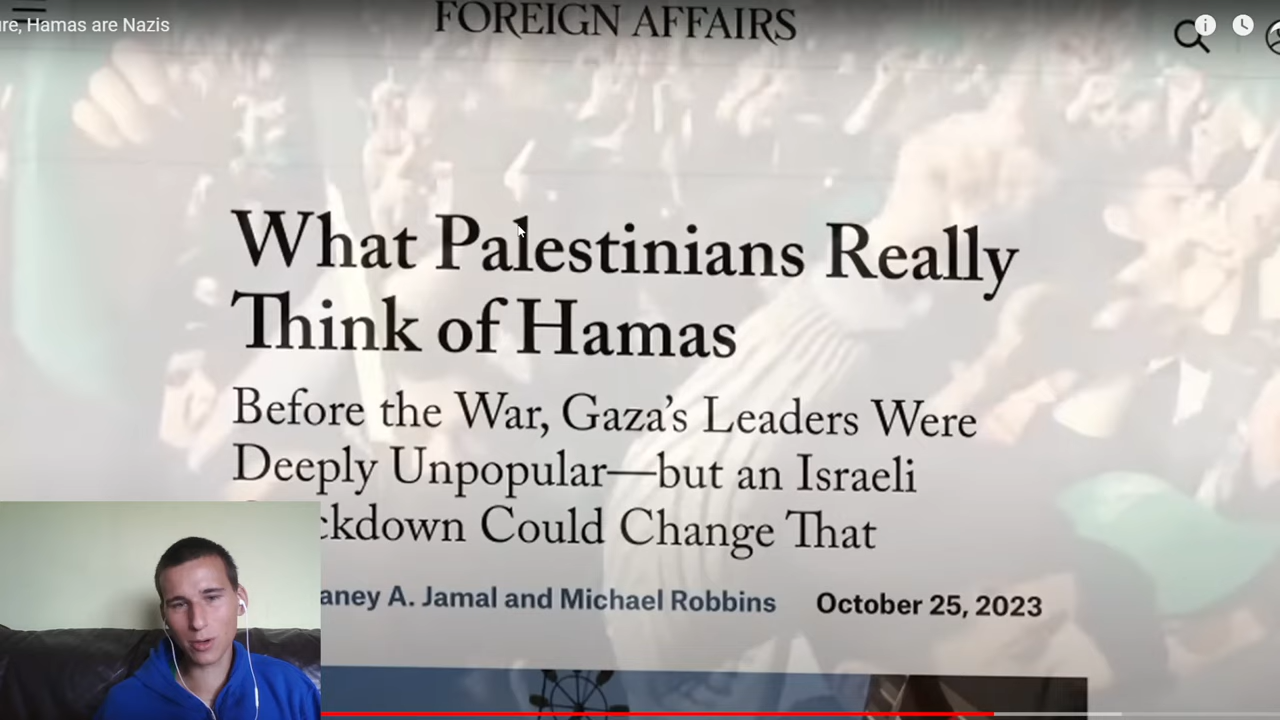 re, Hamas are Nazis
FOREIGN AFFAIRS
What Palestinians Really
Think of Hamas
Before the War, Gaza's Leaders Were
Deeply Unpopular—but an Israeli
ckdown Could Change That
aney A. Jamal and Michael Robbins
October 25, 2023